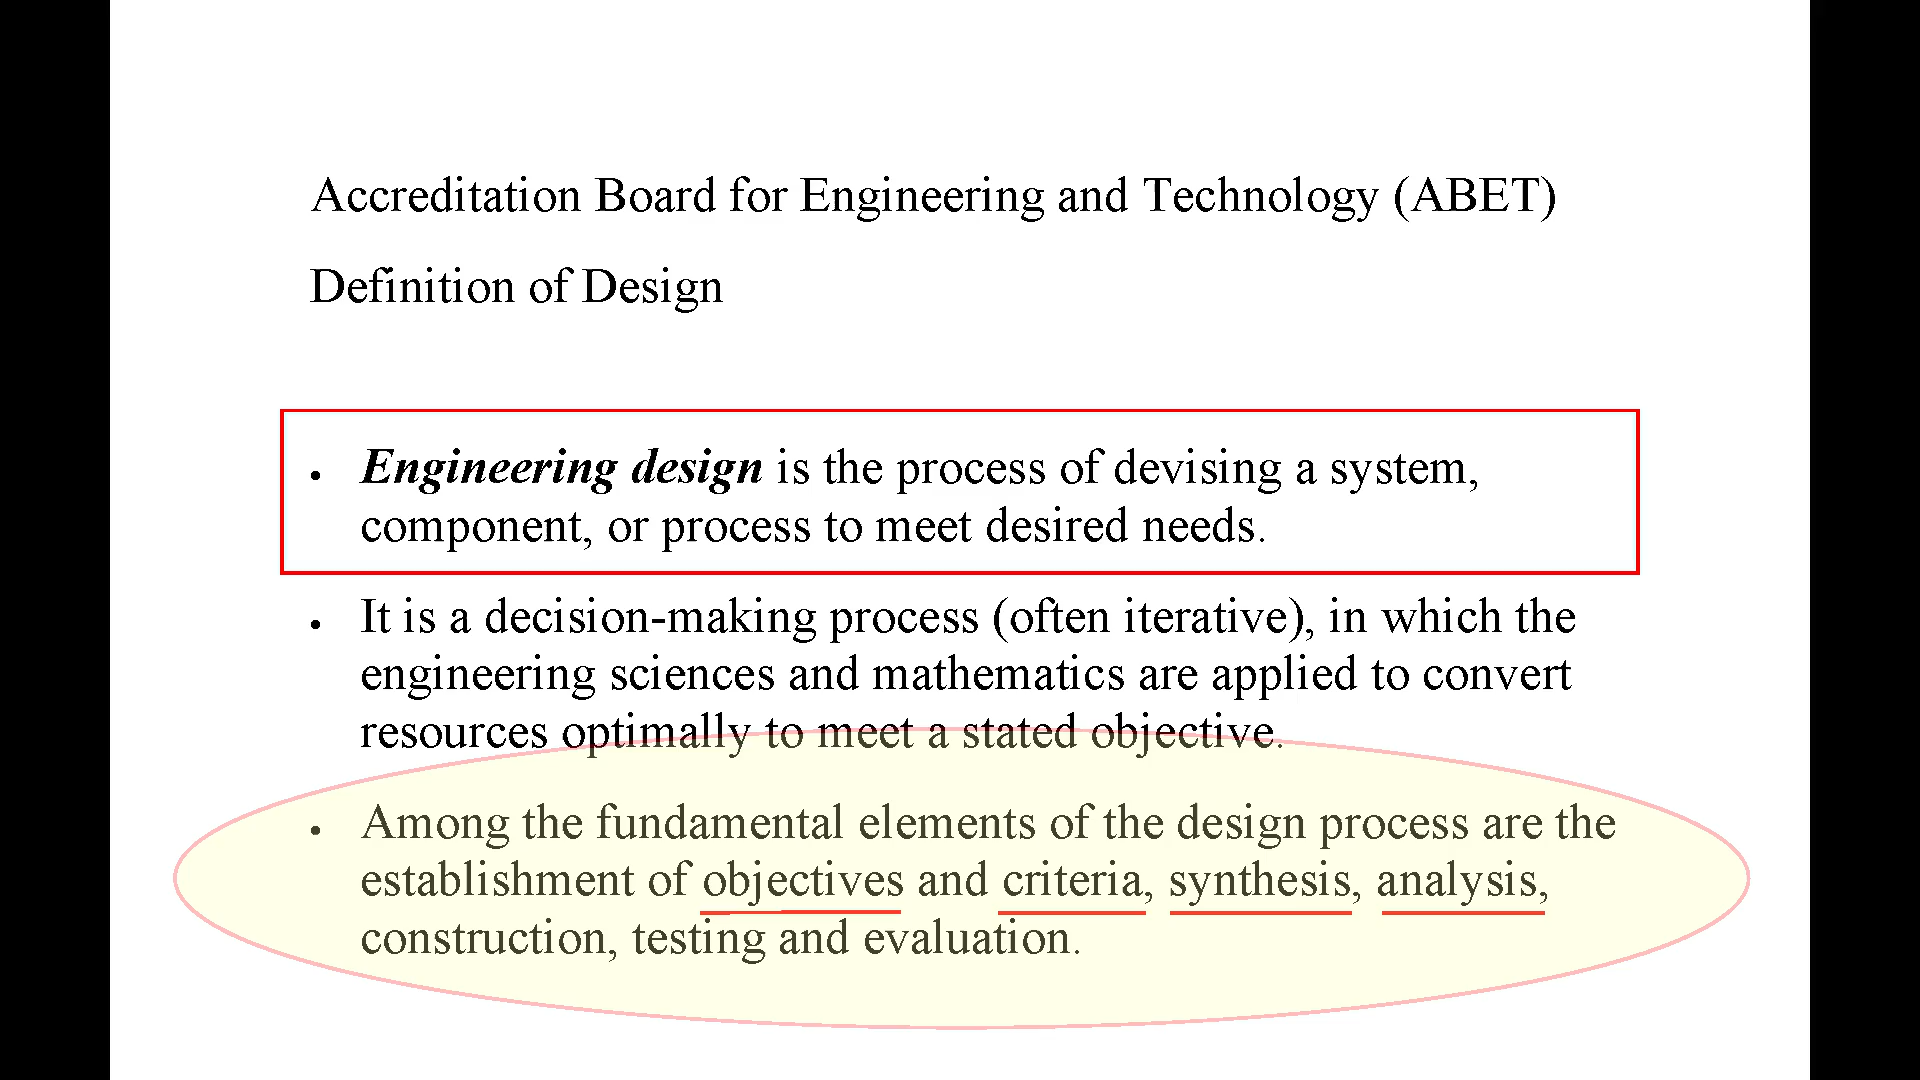 Accreditation Board for Engineering and Technology (ABET)
Definition of Design
• Engineering design is the process of devising a system,
component, or process to meet desired needs.
• It is a decision-making process (often iterative), in which the
engineering sciences and mathematics are applied to convert
resources optimally to meet a stated objective.
• Among the fundamental elements of the design process are the
establishment of objectives and criteria, synthesis, analysis,
construction, testing and evaluation.